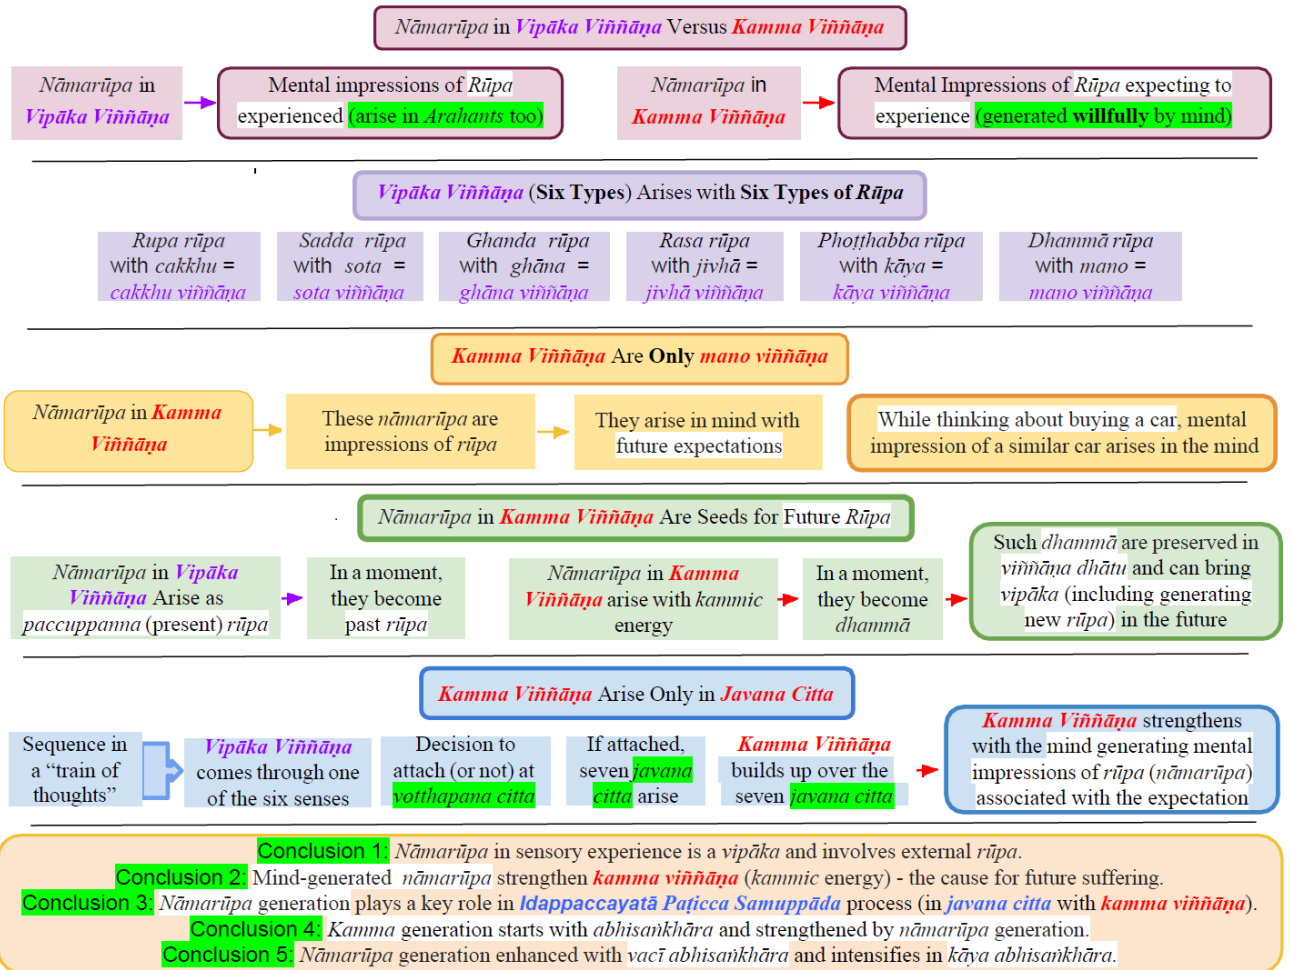 Nāmarūpa in Vipāka Viññāṇa Versus Kamma Viññāṇa
Nāmarūpa in
Vipāka Viññāṇa
Mental impressions of Rūpa
experienced (arise in Arahants too)
Nāmarūpa in
Kamma Viññāṇa
Mental Impressions of Rūpa expecting to
experience (generated willfully by mind)
Vipāka Viññāṇa (Six Types) Arises with Six Types of Rūpa
Rupa rūpa
with cakkhu =
cakkhu viññāṇa
Sadda rūpa
with sota =
sota viññāṇa
Ghanda rūpa
with ghāna =
ghāna viññāṇa
Rasa rūpa
with jivhā =
jivhā viññāṇa
Phoṭṭhabba rūpa
with kāya =
kāya viññāṇa
Dhammā rūpa
with mano =
mano viññāṇa
Kamma Viññāṇa Are Only mano viññāṇa
Nāmarūpa in Kamma
Viññāṇa
These nāmarūpa are
impressions of rūpa
They arise in mind with
future expectations
While thinking about buying a car, mental
impression of a similar car arises in the mind
Nāmarūpa in Kamma Viññāṇa Are Seeds for Future Rūpa
Nāmarūpa in Vipāka
Viññāṇa Arise as
paccuppanna (present) rūpa
In a moment,
they become
past rūpa
Nāmarūpa in Kamma
Viññāṇa arise with kammic
energy
In a moment,
they become
dhammā
Such dhammā are preserved in
viññāṇa dhātu and can bring
vipāka (including generating
new rūpa) in the future
Kamma Viññāṇa Arise Only in Javana Citta
Sequence in
a “train of
thoughts”
Vipāka Viññāṇa
comes through one
of the six senses
Decision to
attach (or not) at
votthapana citta
If attached,
seven javana
citta arise
Kamma Viññāṇa
builds up over the
seven javana citta
Kamma Viññāṇa strengthens
with the mind generating mental
impressions of rūpa (nāmarūpa)
associated with the expectation
Conclusion 1: Nāmarūpa in sensory experience is a vipāka and involves external rūpa.
Conclusion 2: Mind-generated nāmarūpa strengthen kamma viññāṇa (kammic energy) - the cause for future suffering.
Conclusion 3: Nāmarūpa generation plays a key role in Idappaccayatā Paṭicca Samuppāda process (in javana citta with kamma viññāṇa).
Conclusion 4: Kamma generation starts with abhisaṅkhāra and strengthened by nāmarūpa generation.
Conclusion 5: Nāmarūpa generation enhanced with vacī abhisaṅkhāra and intensifies in kāya abhisaṅkhāra.